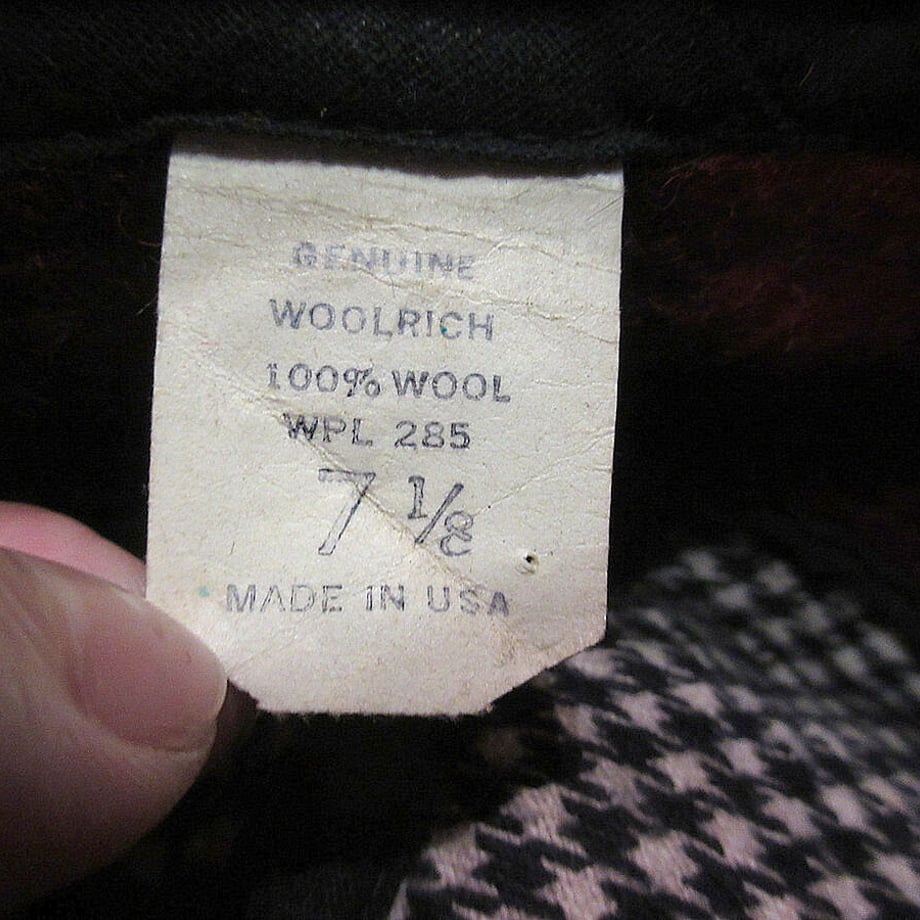 GENUINE
WOOLRICH
100% WOOL
WPL 285
7 1/8
MADE IN USA